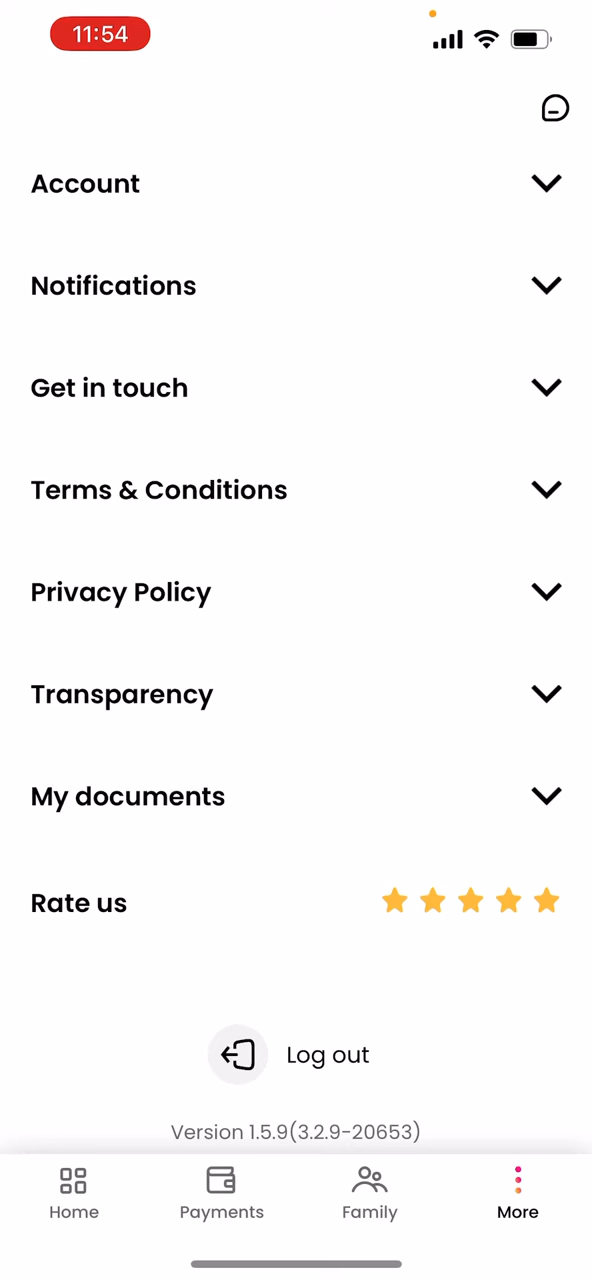 11:54
Account
Notifications
Get in touch
Terms & Conditions
Privacy Policy
Transparency
My documents
Rate us
Log out
Version 1.5.9(3.2.9-20653)
Home Payments Family More